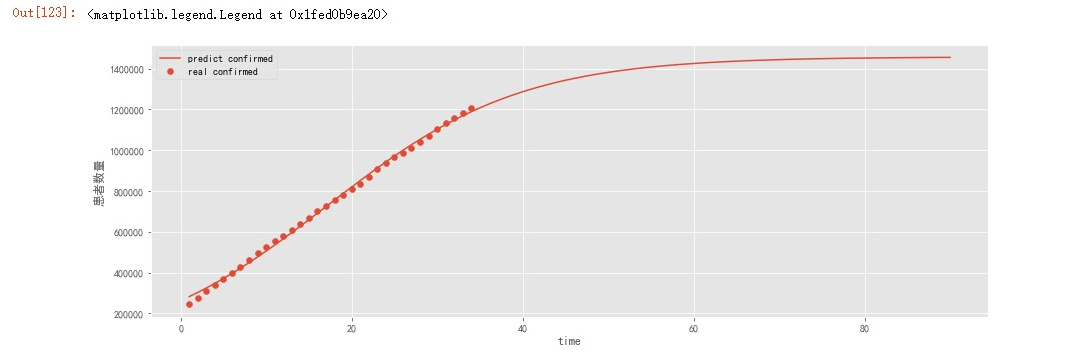 Out[123]: <matplotlib.legend.Legend at 0x1fed0b9ea20>
predict confirmed
real confirmed
1400000
1200000
1000000
800000
600000
400000
200000
患者数量
0 20 40 60 80
time